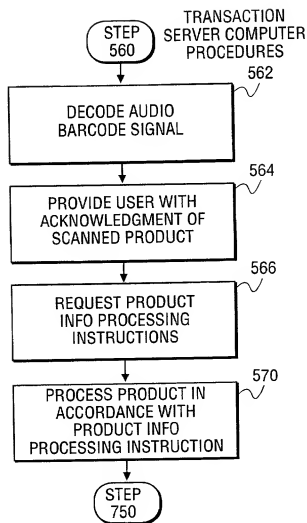 TRANSACTION
SERVER COMPUTER
PROCEDURES
STEP
560
562
DECODE AUDIO
BARCODE SIGNAL
564
PROVIDE USER WITH
ACKNOWLEDGMENT OF
SCANNED PRODUCT
566
REQUEST PRODUCT
INFO PROCESSING
INSTRUCTIONS
570
PROCESS PRODUCT IN
ACCORDANCE WITH
PRODUCT INFO
PROCESSING INSTRUCTION
STEP
750